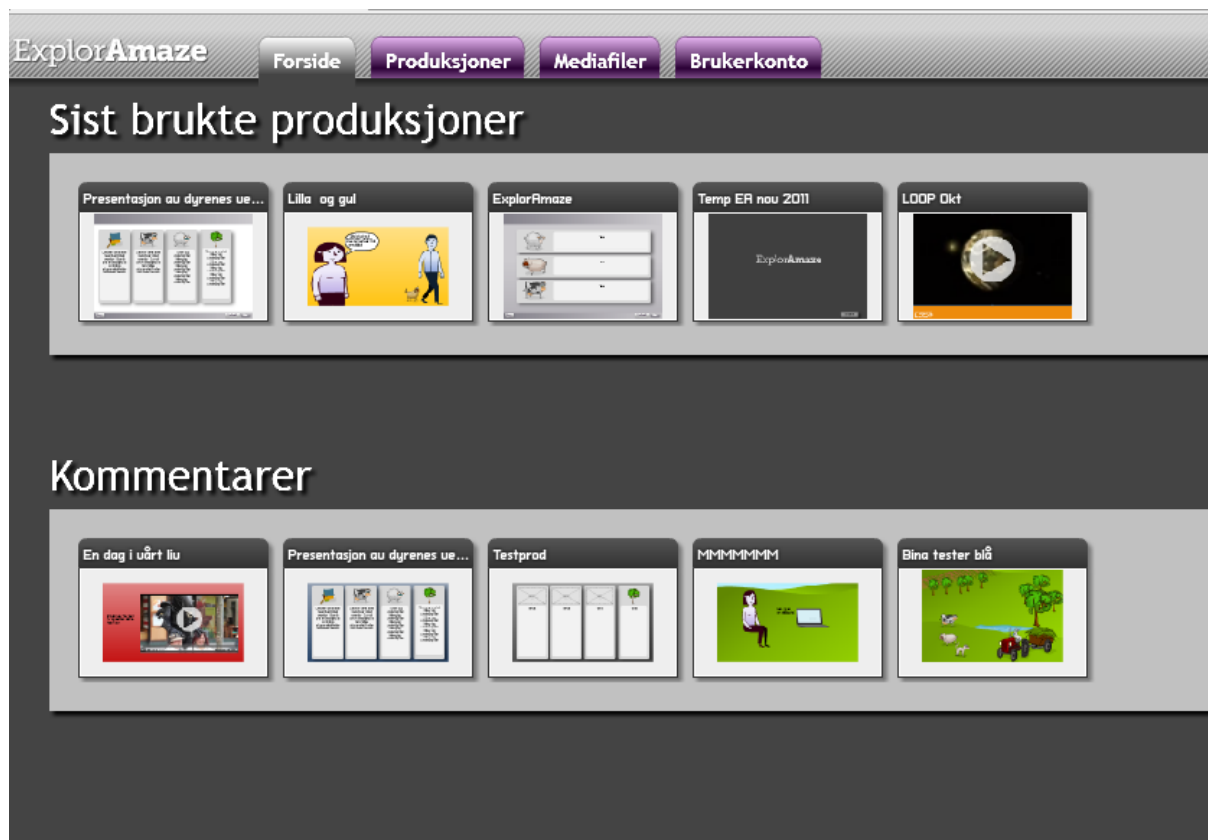 ExplorAmaze
Forside
Produksjoner
Mediafiler
Brukerkonto
Sist brukte produksjoner
Presentasjon av dyrenes ve...
Lilla og gul
ExplorAmaze
Temp EA nov 2011
LOOP Okt
ExplorAmaze
Kommentarer
En dag i vårt liv
Presentasjon av dyrenes ve...
Testprod
MMMMMMM
Bina tester blå